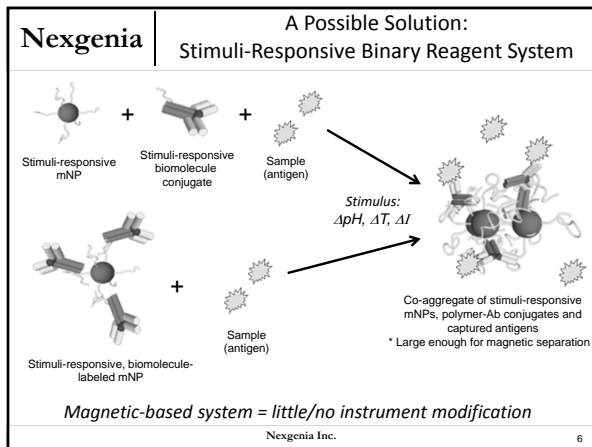 Nexgenia
A Possible Solution:
Stimuli-Responsive Binary Reagent System
+
+
Stimuli-responsive
mNP
Stimuli-responsive
biomolecule
conjugate
Sample
(antigen)
Stimulus:
ΔpH, ΔT, ΔI
+
Stimuli-responsive, biomolecule-
labeled mNP
Sample
(antigen)
Co-aggregate of stimuli-responsive
mNPs, polymer-Ab conjugates and
captured antigens
* Large enough for magnetic separation
Magnetic-based system = little/no instrument modification
Nexgenia Inc.
6